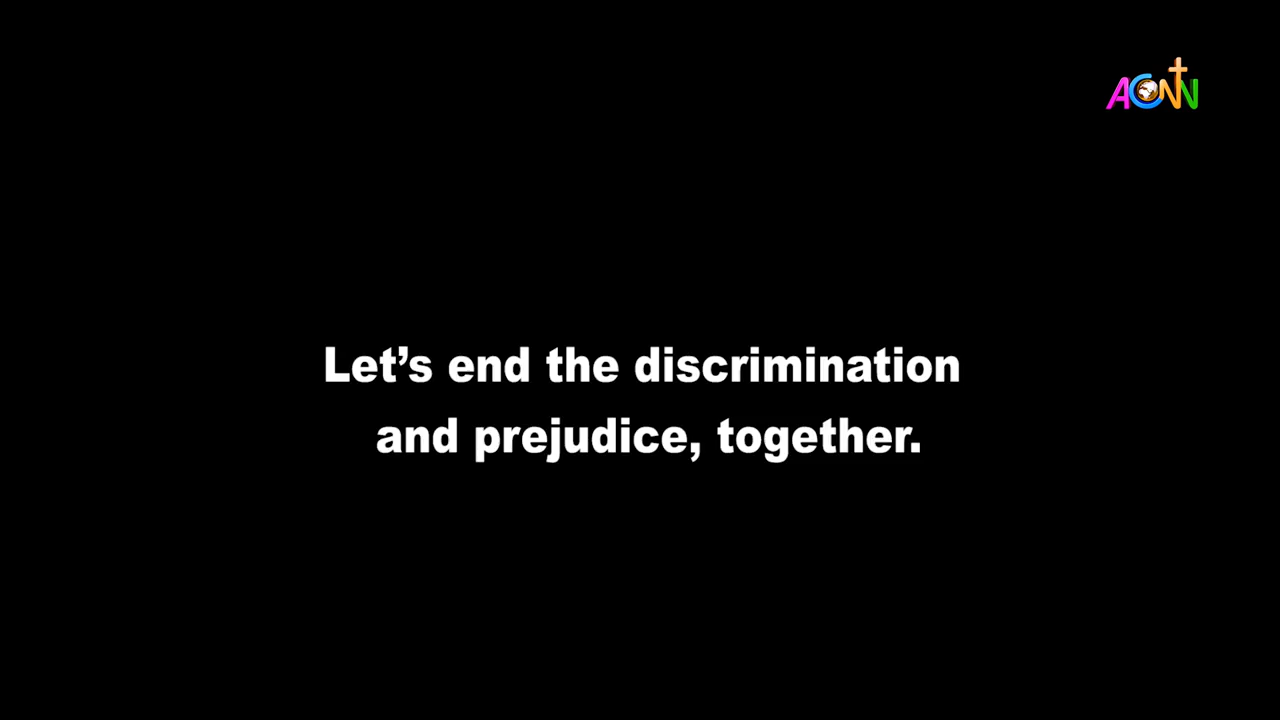 ACNN
Let’s end the discrimination
and prejudice, together.